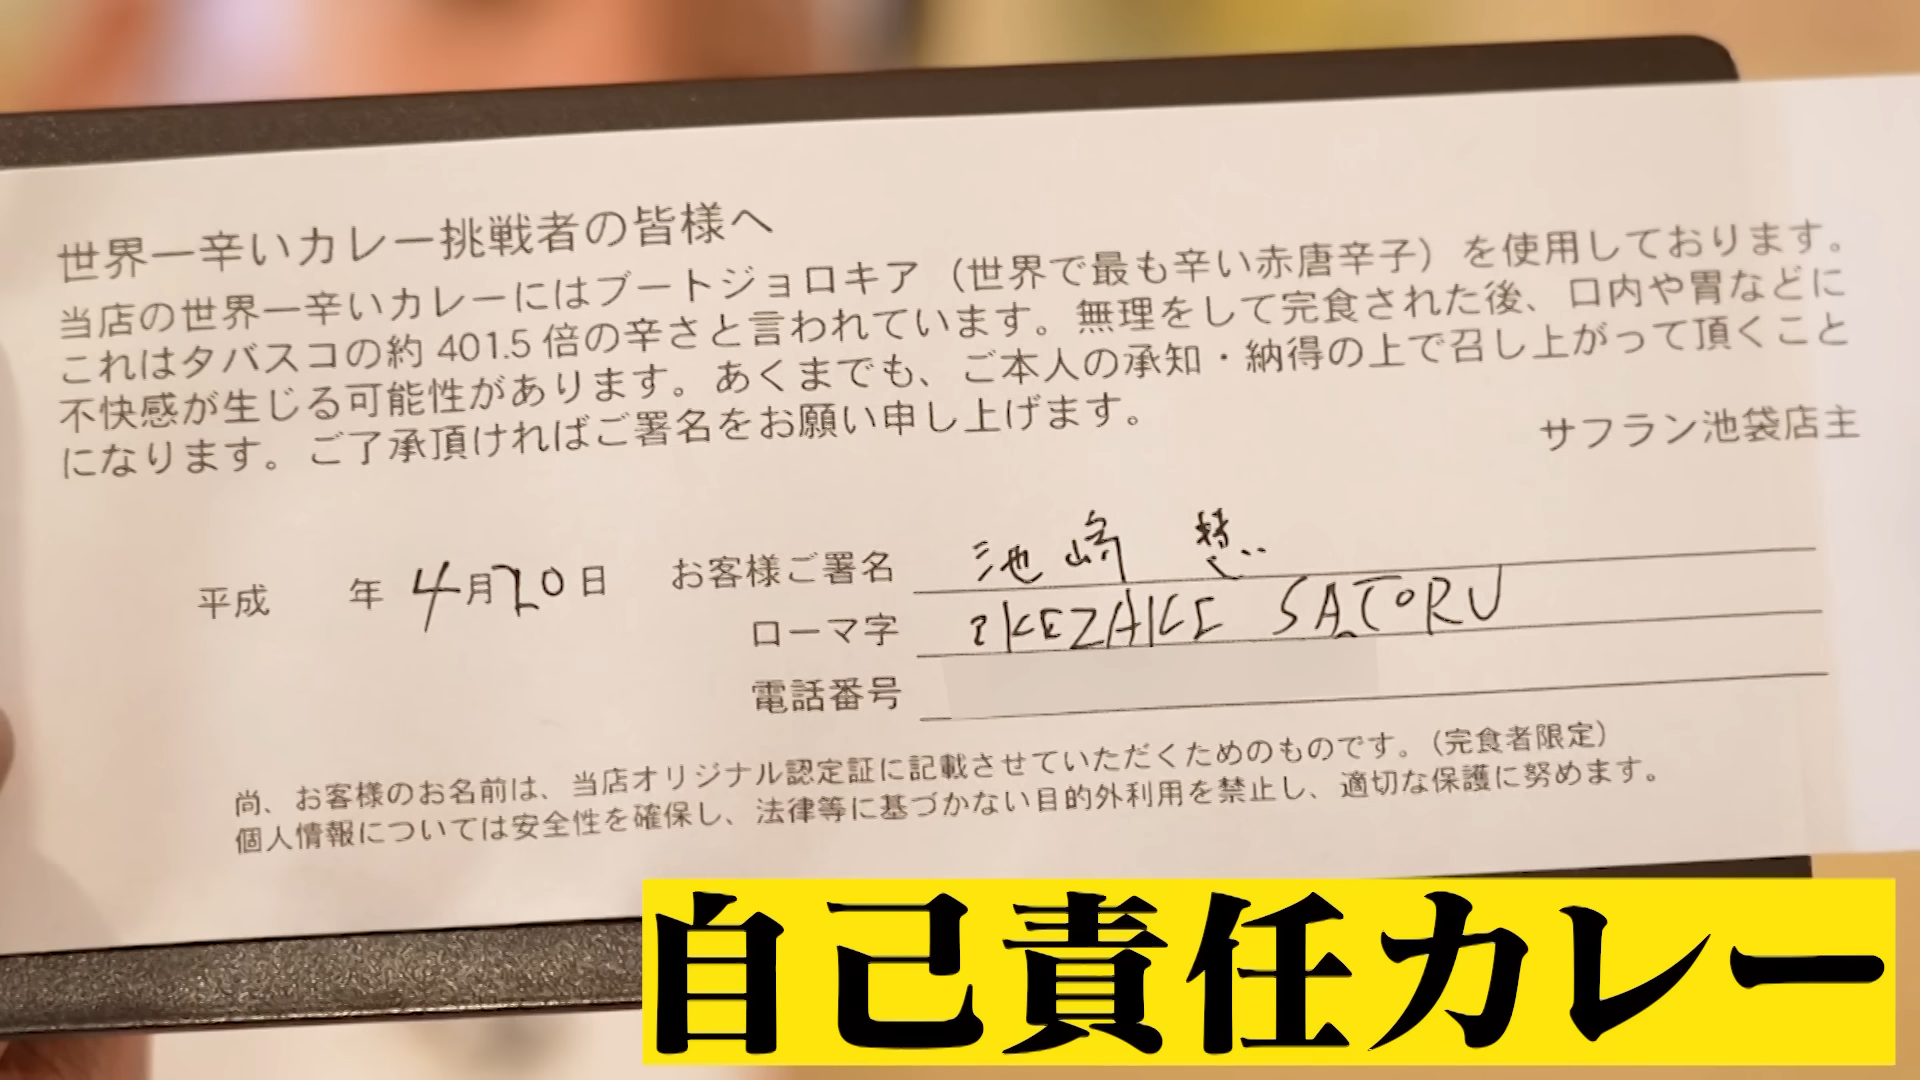 世界一辛いカレー挑戦者の皆様へ
当店の世界一辛いカレーにはブートジョロキア（世界で最も辛い赤唐辛子）を使用しております。
これはタバスコの約401.5倍の辛さと言われています。無理をして完食された後、口内や胃などに
不快感が生じる可能性があります。あくまでも、ご本人の承知・納得の上で召し上がって頂くこと
になります。ご了承頂ければご署名をお願い申し上げます。
サフラン池袋店主
平成 年 4月20日 お客様ご署名 池崎
ローマ字 IKEZAKE SATORU
電話番号
尚、お客様のお名前は、当店オリジナル認定証に記載させていただくためのものです。（完食者限定）
個人情報については安全性を確保し、法律等に基づかない目的外利用を禁止し、適切な保護に努めます。
自己責任カレー